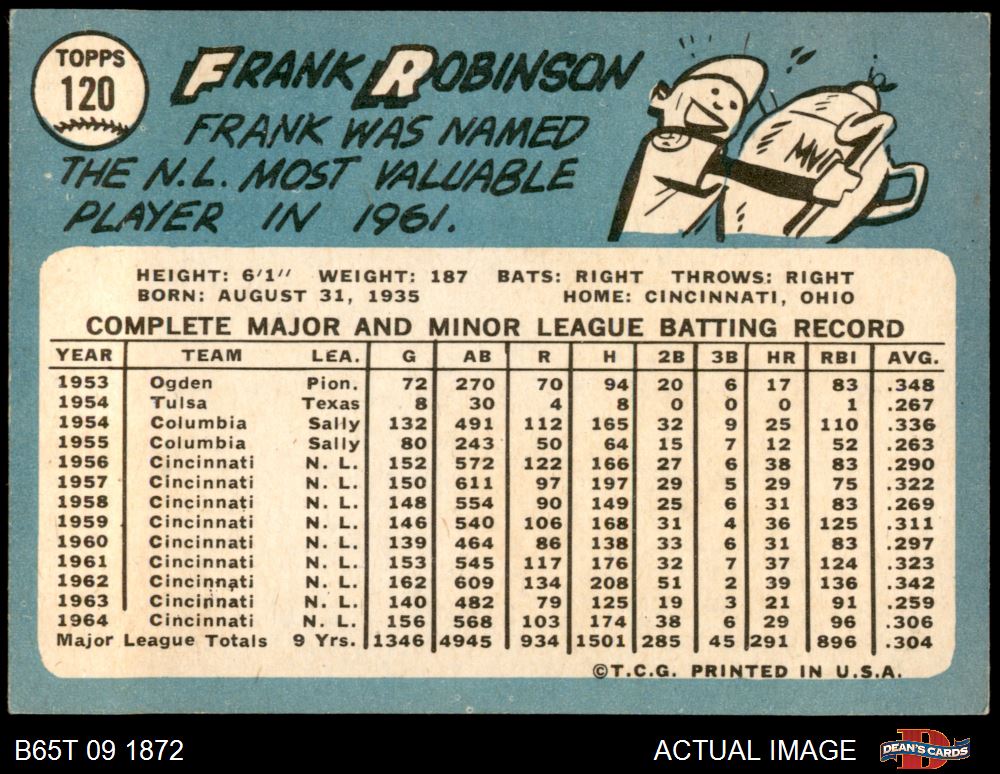 TOPPS
120
FRANK ROBINSON
FRANK WAS NAMED
THE N.L. MOST VALUABLE
PLAYER IN 1961.
MVP
HEIGHT: 6'1" WEIGHT: 187 BATS: RIGHT THROWS: RIGHT
BORN: AUGUST 31, 1935 HOME: CINCINNATI, OHIO
COMPLETE MAJOR AND MINOR LEAGUE BATTING RECORD
YEAR TEAM LEA. G AB R H 2B 3B HR RBI AVG.
1953 Ogden Pion. 72 270 70 94 20 6 17 83 .348
1954 Tulsa Texas 8 30 4 8 0 0 0 1 .267
1954 Columbia Sally 132 491 112 165 32 9 25 110 .336
1955 Columbia Sally 80 243 50 64 15 7 12 52 .263
1956 Cincinnati N. L. 152 572 122 166 27 6 38 83 .290
1957 Cincinnati N. L. 150 611 97 197 29 5 29 75 .322
1958 Cincinnati N. L. 148 554 90 149 25 6 31 83 .269
1959 Cincinnati N. L. 146 540 106 168 31 4 36 125 .311
1960 Cincinnati N. L. 139 464 86 138 33 6 31 83 .297
1961 Cincinnati N. L. 153 545 117 176 32 7 37 124 .323
1962 Cincinnati N. L. 162 609 134 208 51 2 39 136 .342
1963 Cincinnati N. L. 140 482 79 125 19 3 21 91 .259
1964 Cincinnati N. L. 156 568 103 174 38 6 29 96 .306
Major League Totals 9 Yrs. 1346 4945 934 1501 285 45 291 896 .304
©T.C.G. PRINTED IN U.S.A.
B65T 09 1872 ACTUAL IMAGE DEAN'S CARDS